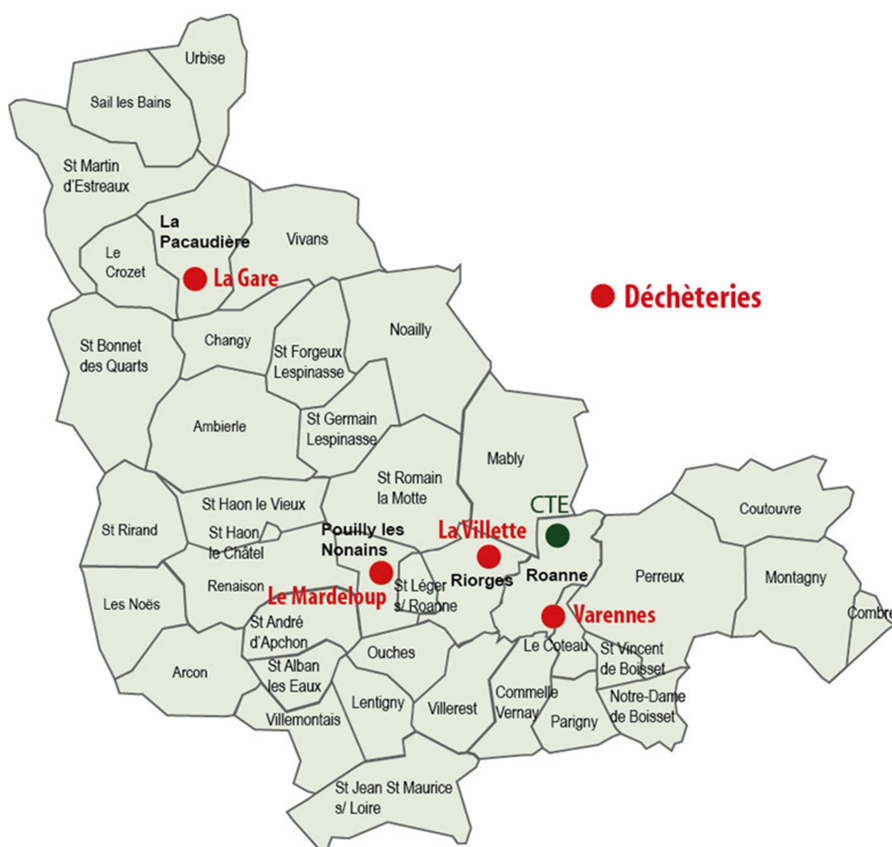 Urbise
Sail les Bains
St Martin
d'Estreaux
La
Pacaudière
Vivans
Le
Crozet
La Gare
Déchèteries
St Bonnet
des Quarts
Changy
St Forgeux
Lespinasse
Noailly
Ambierle
St Germain
Lespinasse
Mably
St Romain
la Motte
St Haon le Vieux
CTE
Coutouvre
St Rirand
St Haon
le Châtel
Pouilly les
Nonains
La Villette
Riorges
Roanne
Perreux
Montagny
Les Noës
Renaison
Le Mardeloup
St Léger
s/ Roanne
Varennes
Combre
St André
d'Apchon
Ouches
Le Coteau
St Vincent
de Boisset
Arcon
St Alban
les Eaux
Lentigny
Villerest
Commelle
Vernay
Parigny
Notre-Dame
de Boisset
Villemontais
St Jean St Maurice
s/ Loire